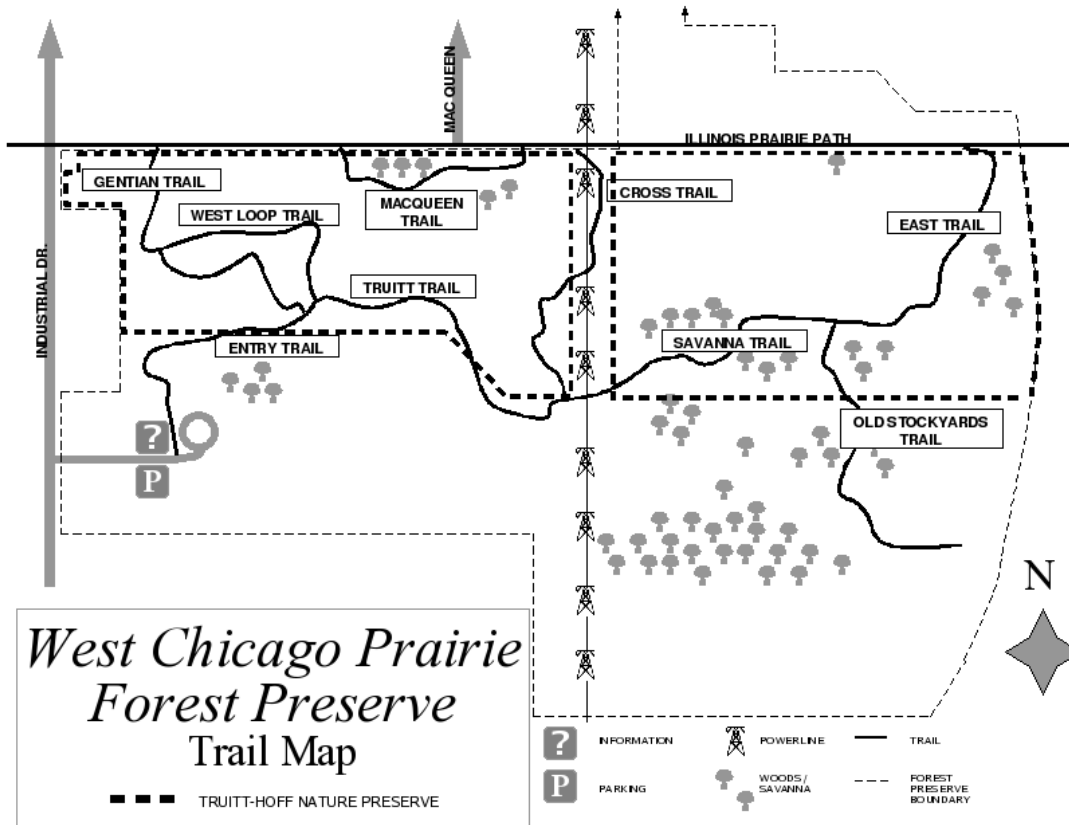 MAC QUEEN
ILLINOIS PRAIRIE PATH
GENTIAN TRAIL
CROSS TRAIL
MACQUEEN
TRAIL
WEST LOOP TRAIL
EAST TRAIL
INDUSTRIAL DR.
TRUITT TRAIL
SAVANNA TRAIL
ENTRY TRAIL
OLD STOCKYARDS
TRAIL
?
P
N
West Chicago Prairie
Forest Preserve
Trail Map
TRUITT-HOFF NATURE PRESERVE
? INFORMATION
POWERLINE
TRAIL
P PARKING
WOODS /
SAVANNA
FOREST
PRESERVE
BOUNDARY